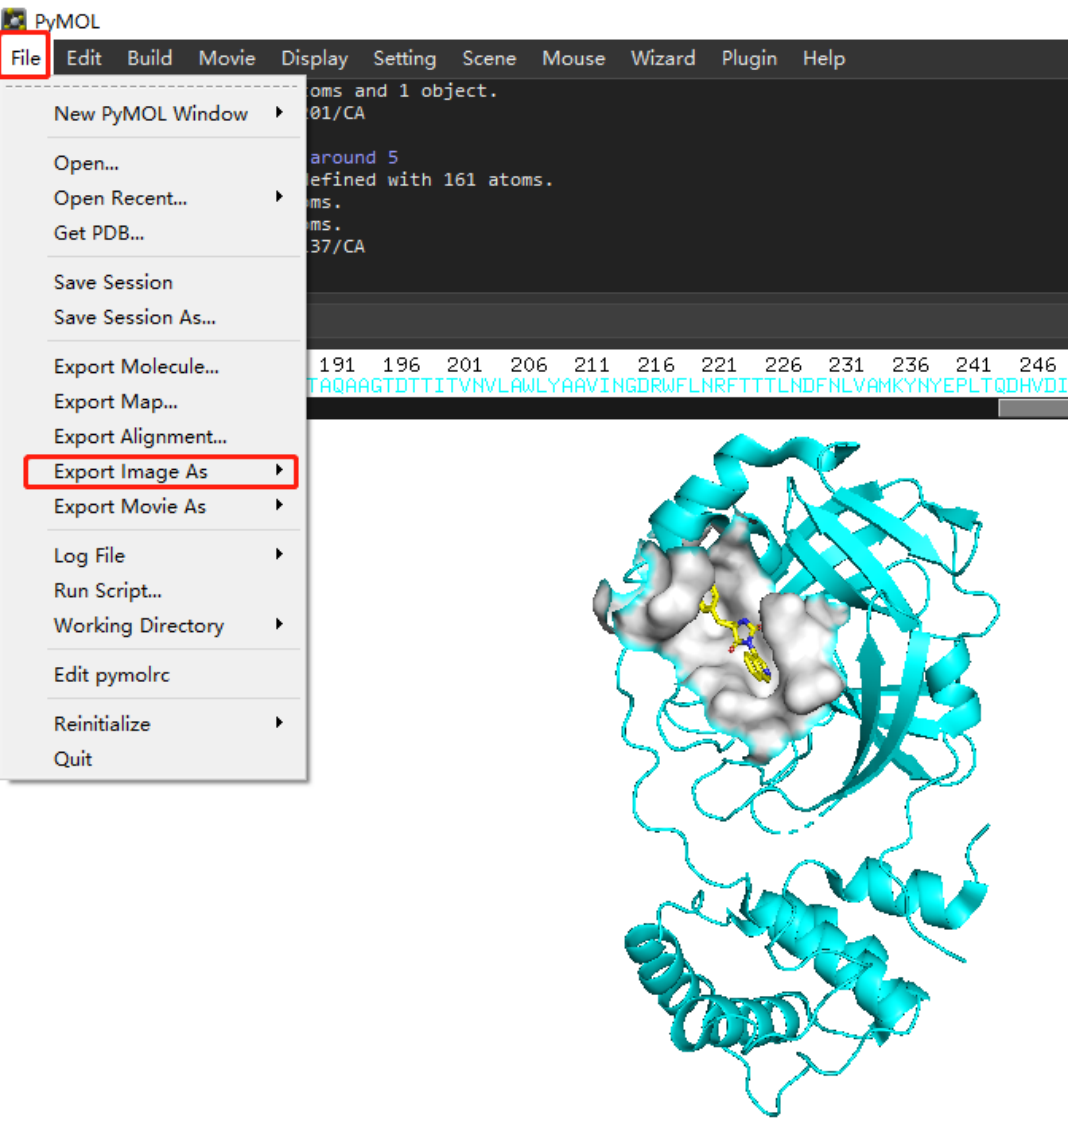 PyMOL
File Edit Build Movie Display Setting Scene Mouse Wizard Plugin Help
oms and 1 object.
01/CA
around 5
efined with 161 atoms.
ms.
ms.
37/CA
New PyMOL Window
Open...
Open Recent...
Get PDB...
Save Session
Save Session As...
Export Molecule...
Export Map...
Export Alignment...
Export Image As
Export Movie As
Log File
Run Script...
Working Directory
Edit pymolrc
Reinitialize
Quit
191 196 201 206 211 216 221 226 231 236 241 246
TAQAAGTDTTITVNVLAWLYAAVINGDRWFLNRFTTTLNDFNLVAMKYNYEPLTQDHVDI